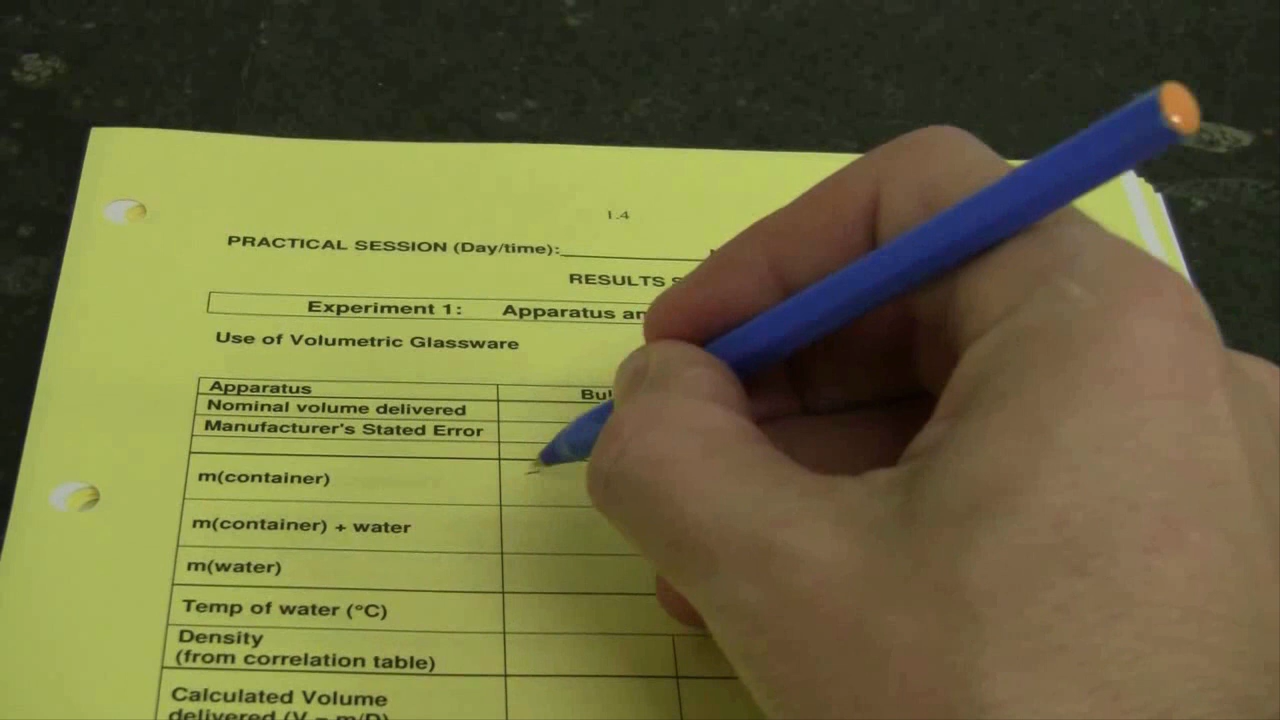 1.4
PRACTICAL SESSION (Day/time):
RESULTS
Experiment 1: Apparatus
Use of Volumetric Glassware
Apparatus
Nominal volume delivered
Manufacturer's Stated Error
m(container)
m(container) + water
m(water)
Temp of water (°C)
Density
(from correlation table)
Calculated Volume
delivered (V = m/D)